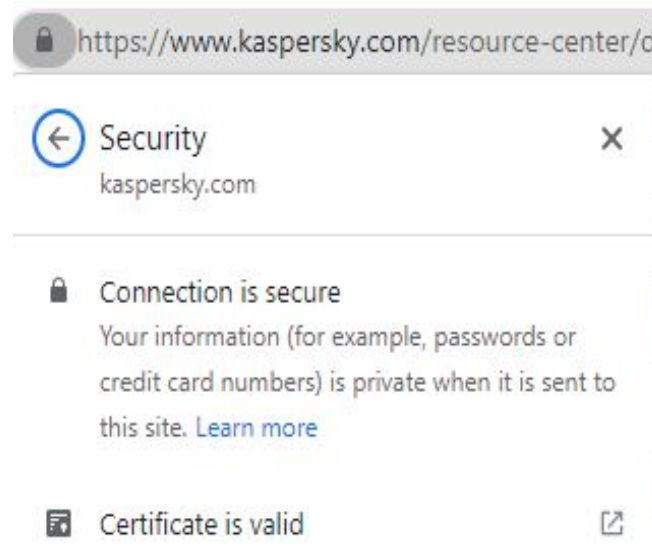 https://www.kaspersky.com/resource-center/
Security
kaspersky.com
Connection is secure
Your information (for example, passwords or
credit card numbers) is private when it is sent to
this site. Learn more
Certificate is valid